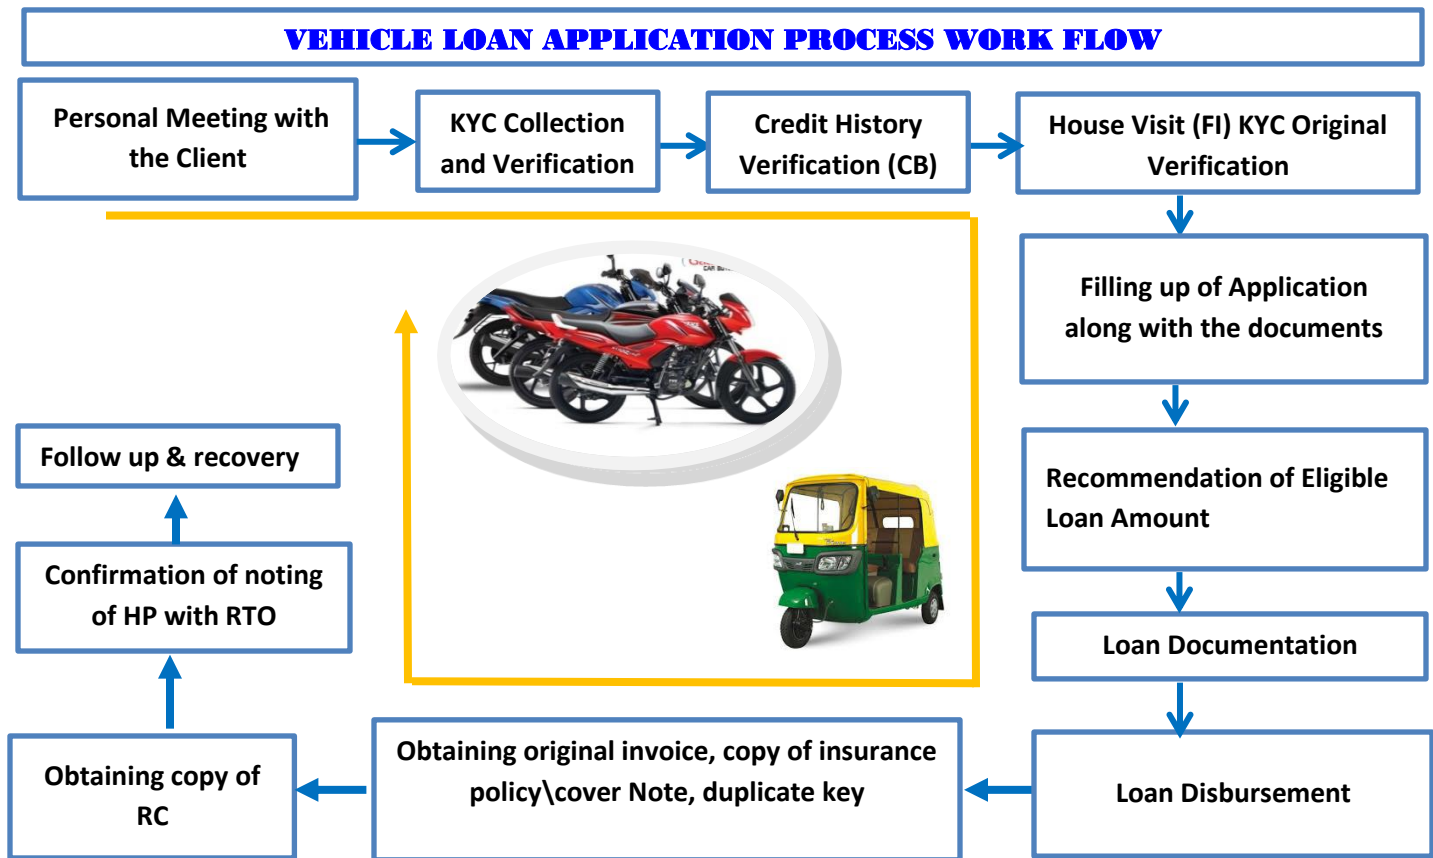 VEHICLE LOAN APPLICATION PROCESS WORK FLOW
Personal Meeting with
the Client
KYC Collection
and Verification
Credit History
Verification (CB)
House Visit (FI) KYC Original
Verification
Filling up of Application
along with the documents
Recommendation of Eligible
Loan Amount
Loan Documentation
Loan Disbursement
Obtaining original invoice, copy of insurance
policy\cover Note, duplicate key
Obtaining copy of
RC
Confirmation of noting
of HP with RTO
Follow up & recovery